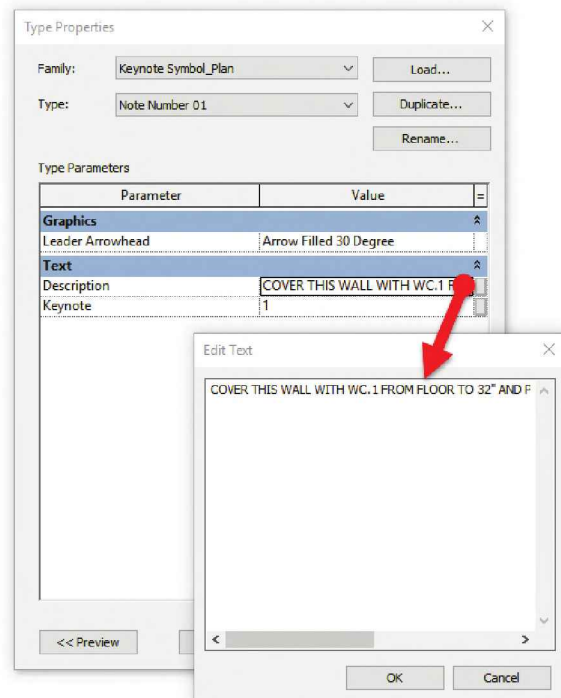 Type Properties
Family: Keynote Symbol_Plan Load...
Type: Note Number 01 Duplicate...
Rename...
Type Parameters
Parameter Value =
Graphics
Leader Arrowhead Arrow Filled 30 Degree
Text
Description COVER THIS WALL WITH WC.1 F
Keynote 1
Edit Text
COVER THIS WALL WITH WC.1 FROM FLOOR TO 32" AND P
<< Preview
OK Cancel